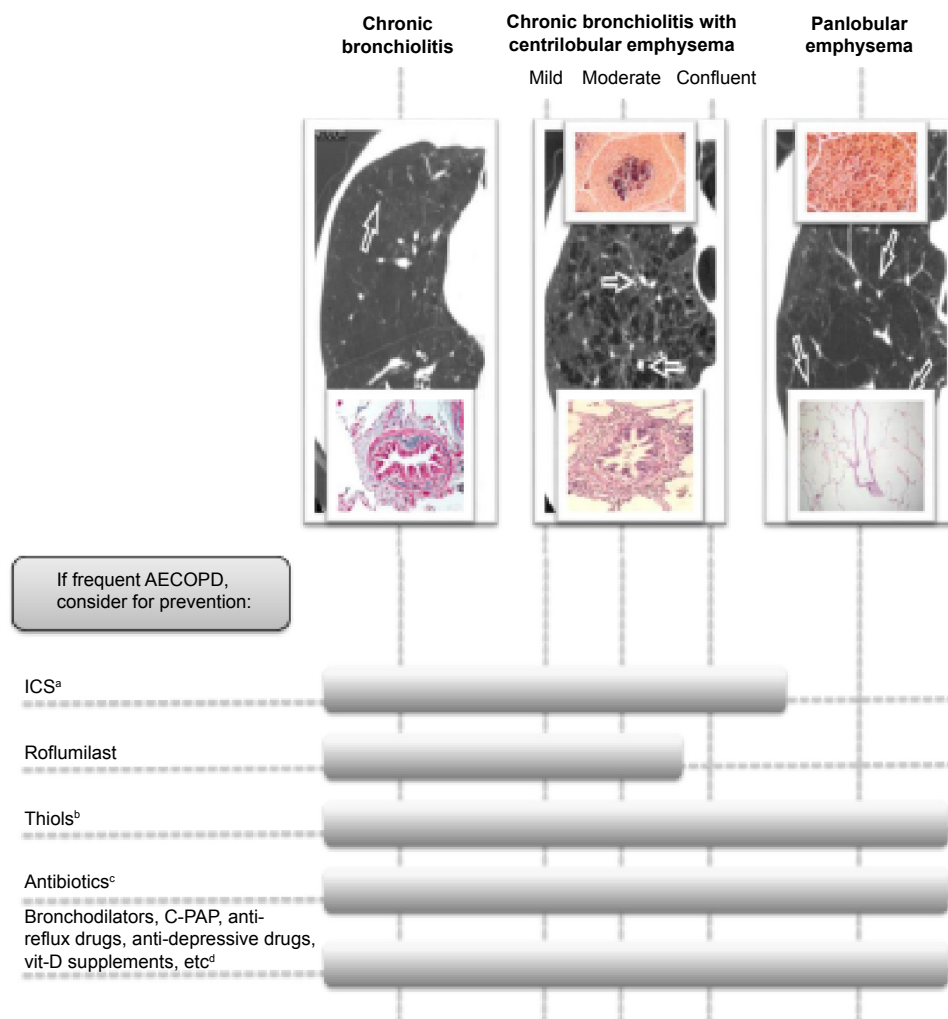 Chronic
bronchiolitis
Chronic bronchiolitis with
centrilobular emphysema
Panlobular
emphysema
Mild Moderate Confluent
If frequent AECOPD,
consider for prevention:
ICSᵃ
Roflumilast
Thiolsᵇ
Antibioticsᶜ
Bronchodilators, C-PAP, anti-
reflux drugs, anti-depressive drugs,
vit-D supplements, etcᵈ